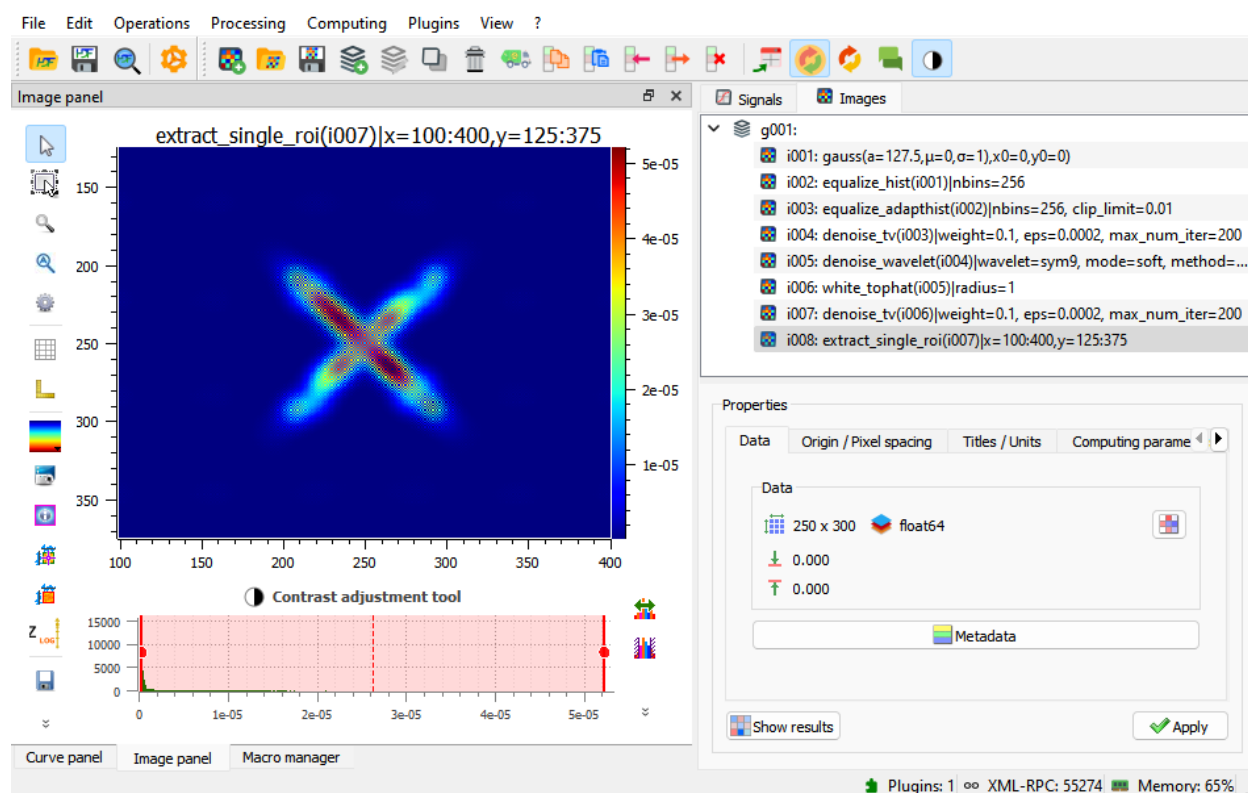 File Edit Operations Processing Computing Plugins View ?
Image panel
extract_single_roi(i007)|x=100:400,y=125:375
150
200
250
300
350
100 150 200 250 300 350 400
5e-05
4e-05
3e-05
2e-05
1e-05
Z LOG
Contrast adjustment tool
15000
10000
5000
0
0 1e-05 2e-05 3e-05 4e-05 5e-05
Curve panel Image panel Macro manager
Signals Images
g001:
i001: gauss(a=127.5,μ=0,σ=1),x0=0,y0=0)
i002: equalize_hist(i001)|nbins=256
i003: equalize_adapthist(i002)|nbins=256, clip_limit=0.01
i004: denoise_tv(i003)|weight=0.1, eps=0.0002, max_num_iter=200
i005: denoise_wavelet(i004)|wavelet=sym9, mode=soft, method=...
i006: white_tophat(i005)|radius=1
i007: denoise_tv(i006)|weight=0.1, eps=0.0002, max_num_iter=200
i008: extract_single_roi(i007)|x=100:400,y=125:375
Properties
Data Origin / Pixel spacing Titles / Units Computing parame
Data
250 x 300 float64
0.000
0.000
Metadata
Show results Apply
Plugins: 1 XML-RPC: 55274 Memory: 65%